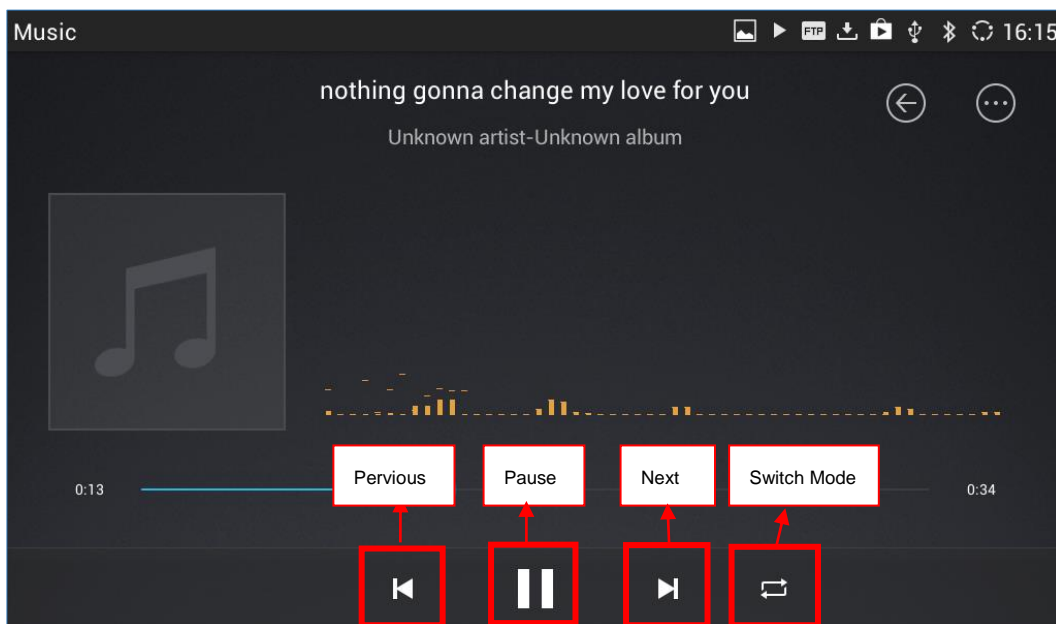 Music
FTP
16:15
nothing gonna change my love for you
Unknown artist-Unknown album
Pervious
Pause
Next
Switch Mode
0:13
0:34